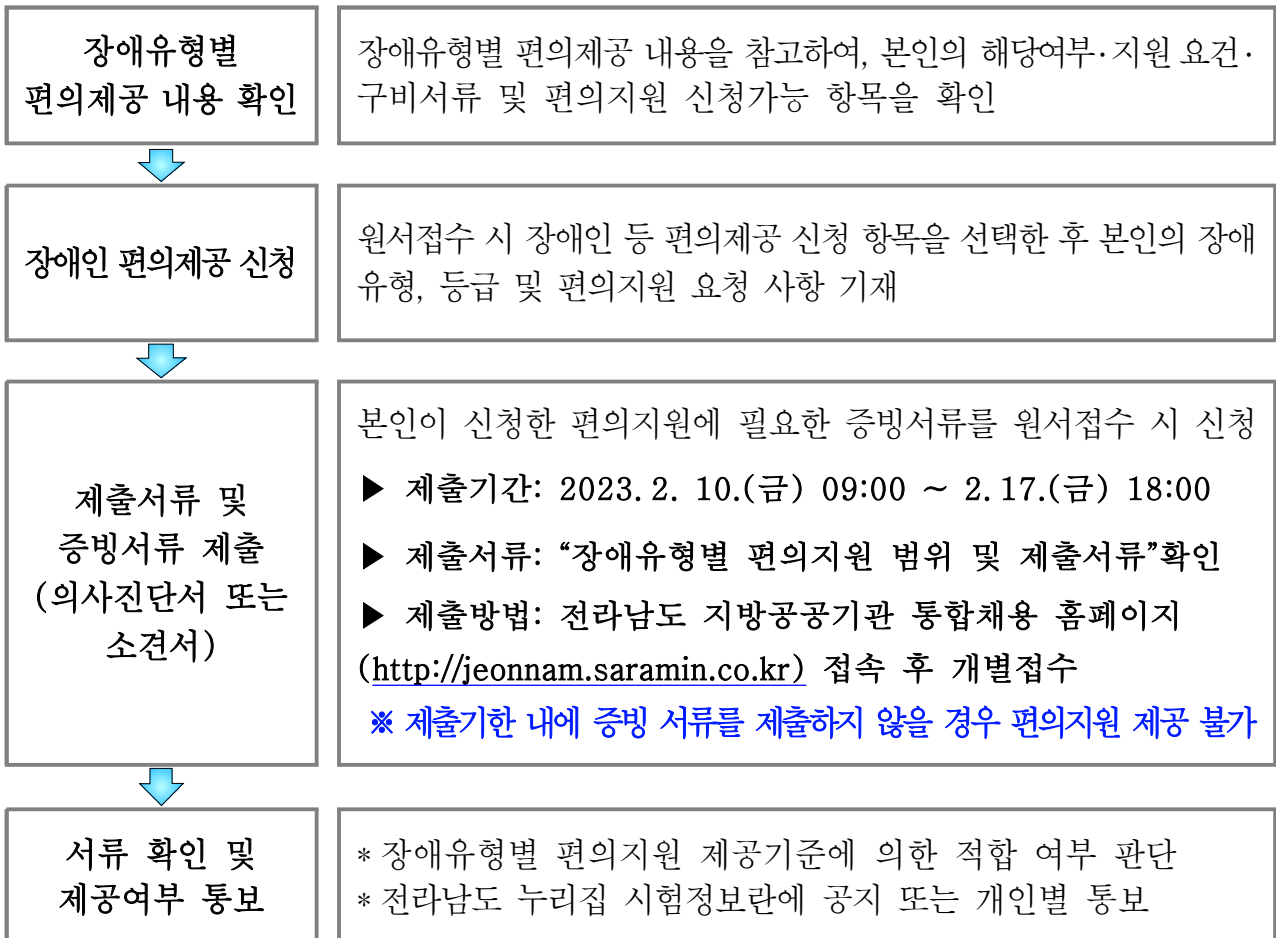 장애유형별
편의제공 내용 확인
장애유형별 편의제공 내용을 참고하여, 본인의 해당여부·지원 요건·
구비서류 및 편의지원 신청가능 항목을 확인
장애인 편의제공 신청
원서접수 시 장애인 등 편의제공 신청 항목을 선택한 후 본인의 장애
유형, 등급 및 편의지원 요청 사항 기재
제출서류 및
증빙서류 제출
(의사진단서 또는
소견서)
본인이 신청한 편의지원에 필요한 증빙서류를 원서접수 시 신청
▶ 제출기간: 2023. 2. 10.(금) 09:00 ~ 2. 17.(금) 18:00
▶ 제출서류: “장애유형별 편의지원 범위 및 제출서류”확인
▶ 제출방법: 전라남도 지방공공기관 통합채용 홈페이지
(http://jeonnam.saramin.co.kr) 접속 후 개별접수
※ 제출기한 내에 증빙 서류를 제출하지 않을 경우 편의지원 제공 불가
서류 확인 및
제공여부 통보
* 장애유형별 편의지원 제공기준에 의한 적합 여부 판단
* 전라남도 누리집 시험정보란에 공지 또는 개인별 통보